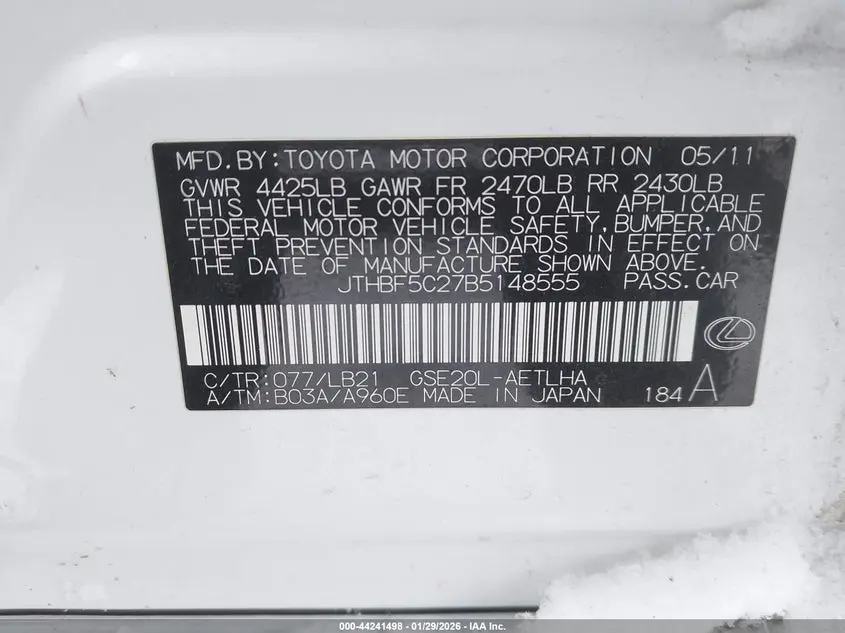 MFD.BY:TOYOTA MOTOR CORPORATION 05/11
GVWR 4425LB GAWR FR 2470LB RR 2430LB
THIS VEHICLE CONFORMS TO ALL APPLICABLE
FEDERAL MOTOR VEHICLE SAFETY,BUMPER,AND
THEFT PREVENTION STANDARDS IN EFFECT ON
THE DATE OF MANUFACTURE SHOWN ABOVE.
JTHBF5C27B5148555 PASS.CAR
C/TR:077/LB21 GSE20L-AETLHA
A/TM:B03A/A960E MADE IN JAPAN 184 A
000-44241498 - 01/29/2026 - IAA Inc.